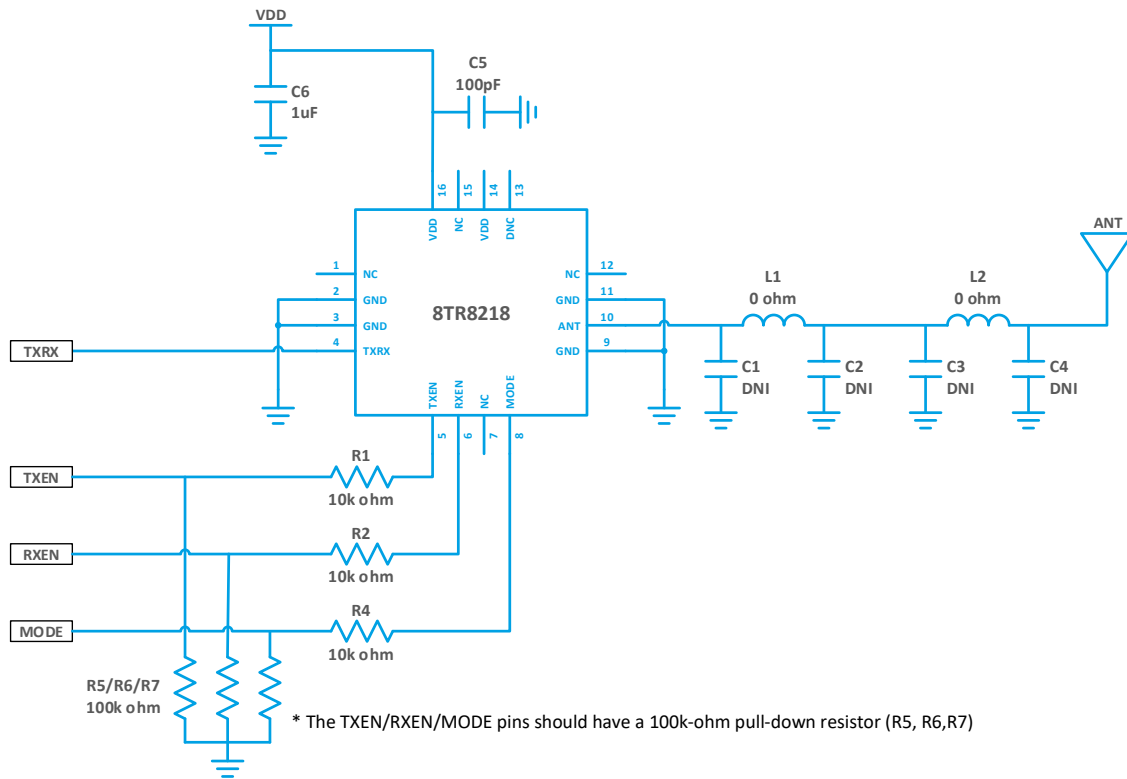 VDD
C5
100pF
C6
1uF
16
15
14
13
VDD
NC
VDD
DNC
ANT
1
NC
NC
12
L1
L2
2
GND
GND
11
0 ohm
0 ohm
8TR8218
3
GND
ANT
10
TXRX
4
TXRX
GND
9
C1
DNI
C2
DNI
C3
DNI
C4
DNI
TXEN
RXEN
NC
MODE
5
6
7
8
R1
TXEN
10k ohm
R2
RXEN
10k ohm
R4
MODE
10k ohm
R5/R6/R7
100k ohm
* The TXEN/RXEN/MODE pins should have a 100k-ohm pull-down resistor (R5, R6,R7)